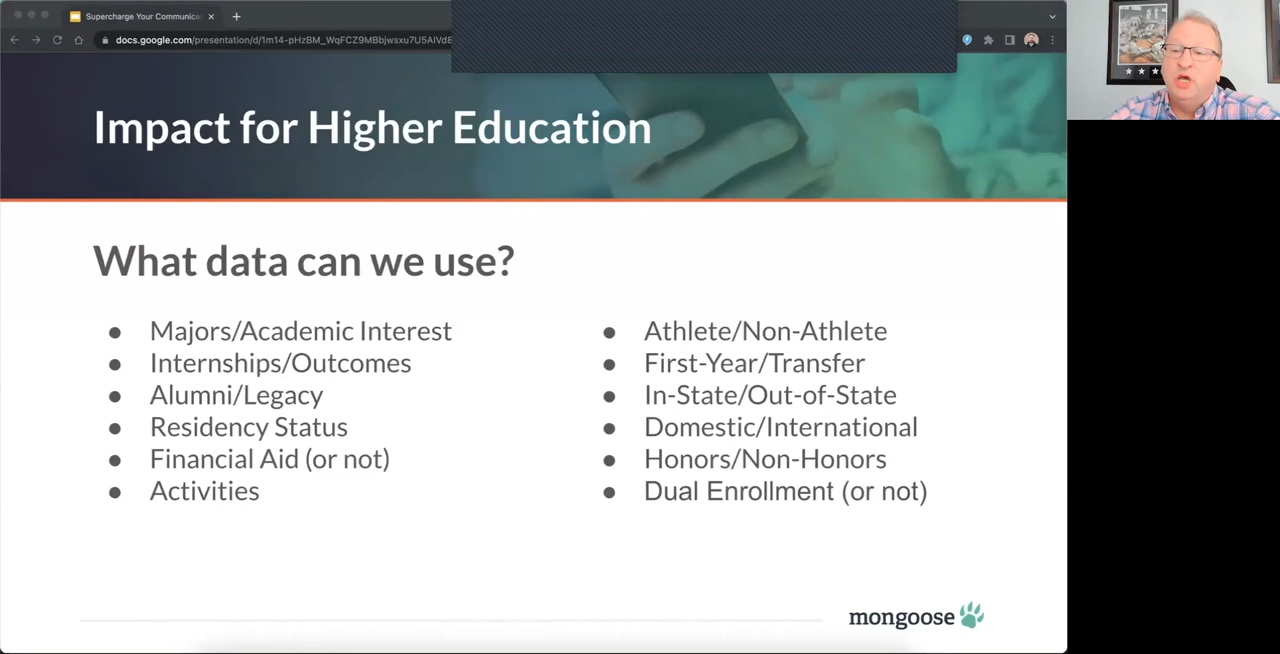 Supercharge Your Communica
docs.google.com/presentation/d/1m14-pHzBM_WqFCZ9MBbjwsxu7U5AIVdE
Impact for Higher Education
What data can we use?
● Majors/Academic Interest
● Internships/Outcomes
● Alumni/Legacy
● Residency Status
● Financial Aid (or not)
● Activities
● Athlete/Non-Athlete
● First-Year/Transfer
● In-State/Out-of-State
● Domestic/International
● Honors/Non-Honors
● Dual Enrollment (or not)
mongoose